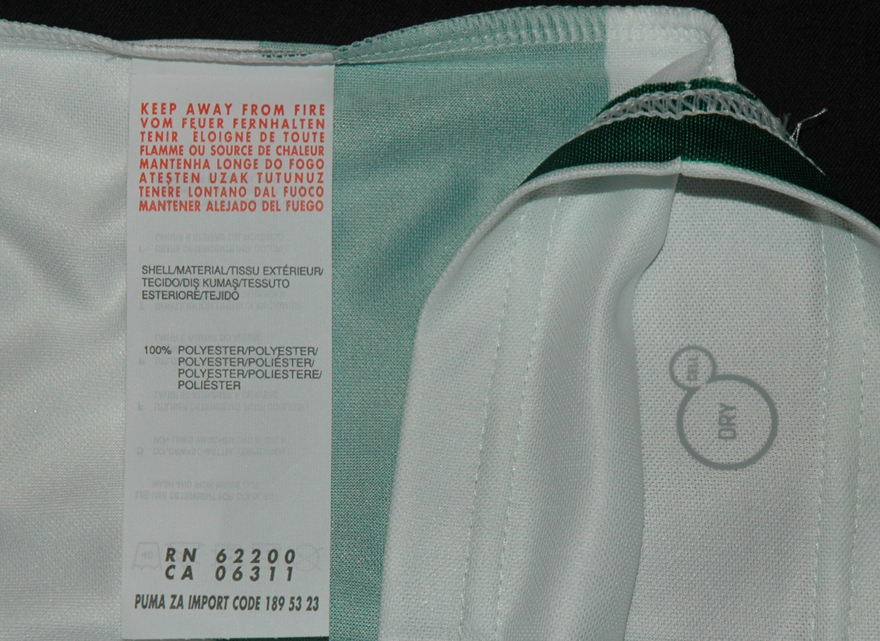 KEEP AWAY FROM FIRE
VOM FEUER FERNHALTEN
TENIR ELOIGNÉ DE TOUTE
FLAMME OU SOURCE DE CHALEUR
MANTENHA LONGE DO FOGO
ATEŞTEN UZAK TUTUNUZ
TENERE LONTANO DAL FUOCO
MANTENER ALEJADO DEL FUEGO
SHELL/MATERIAL/TISSU EXTÉRIEUR/
TECIDO/DIŞ KUMAŞ/TESSUTO
ESTERIORE/TEJIDO
100% POLYESTER/POLYESTER/
POLYESTER/POLIÉSTER/
POLYESTER/POLIESTERE/
POLIÉSTER
RN 62200
CA 06311
PUMA ZA IMPORT CODE 189 53 23
CELL
DRY